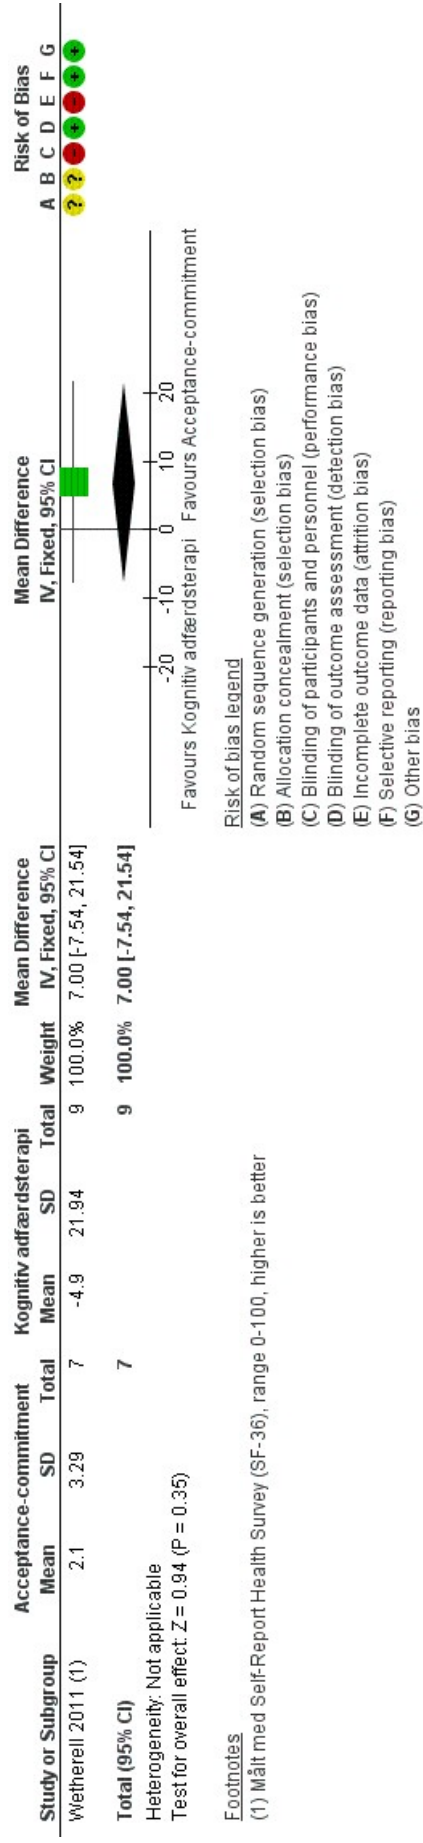 Acceptance-commitment Kognitiv adfærdsterapi Mean Difference Mean Difference Risk of Bias
Study or Subgroup Mean SD Total Mean SD Total Weight IV, Fixed, 95% CI IV, Fixed, 95% CI A B C D E F G
Wetherell 2011 (1) 2.1 3.29 7 -4.9 21.94 9 100.0% 7.00 [-7.54, 21.54] ? ? - + - + +
Total (95% CI) 7 9 100.0% 7.00 [-7.54, 21.54]
Heterogeneity: Not applicable
Test for overall effect: Z = 0.94 (P = 0.35)
-20 -10 0 10 20
Favours Kognitiv adfærdsterapi Favours Acceptance-commitment
Footnotes
(1) Målt med Self-Report Health Survey (SF-36), range 0-100, higher is better
Risk of bias legend
(A) Random sequence generation (selection bias)
(B) Allocation concealment (selection bias)
(C) Blinding of participants and personnel (performance bias)
(D) Blinding of outcome assessment (detection bias)
(E) Incomplete outcome data (attrition bias)
(F) Selective reporting (reporting bias)
(G) Other bias